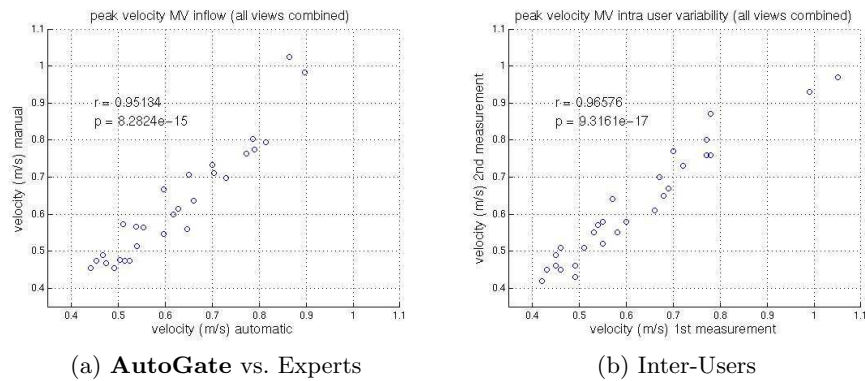 peak velocity MV inflow (all views combined)
1.1
1
0.9
0.8
0.7
0.6
0.5
0.4
velocity (m/s) manual
r = 0.95134
p = 8.2824e-15
0.4 0.5 0.6 0.7 0.8 0.9 1 1.1
velocity (m/s) automatic
(a) AutoGate vs. Experts
peak velocity MV intra user variability (all views combined)
1.1
1
0.9
0.8
0.7
0.6
0.5
0.4
velocity (m/s) 2nd measurement
r = 0.96576
p = 9.3161e-17
0.4 0.5 0.6 0.7 0.8 0.9 1 1.1
velocity (m/s) 1st measurement
(b) Inter-Users